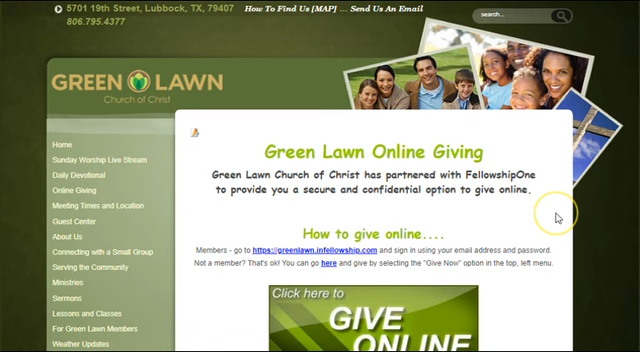 5701 19th Street, Lubbock, TX, 79407 How To Find Us [MAP] ... Send Us An Email
search...
806.795.4377
GREEN LAWN
Church of Christ
Home
Sunday Worship Live Stream
Daily Devotional
Online Giving
Meeting Times and Location
Guest Center
About Us
Connecting with a Small Group
Serving the Community
Ministries
Sermons
Lessons and Classes
For Green Lawn Members
Weather Updates
Green Lawn Online Giving
Green Lawn Church of Christ has partnered with FellowshipOne
to provide you a secure and confidential option to give online.
How to give online....
Members - go to https://greenlawn.infellowship.com and sign in using your email address and password.
Not a member? That's ok! You can go here and give by selecting the "Give Now" option in the top, left menu.
Click here to
GIVE
ONLINE